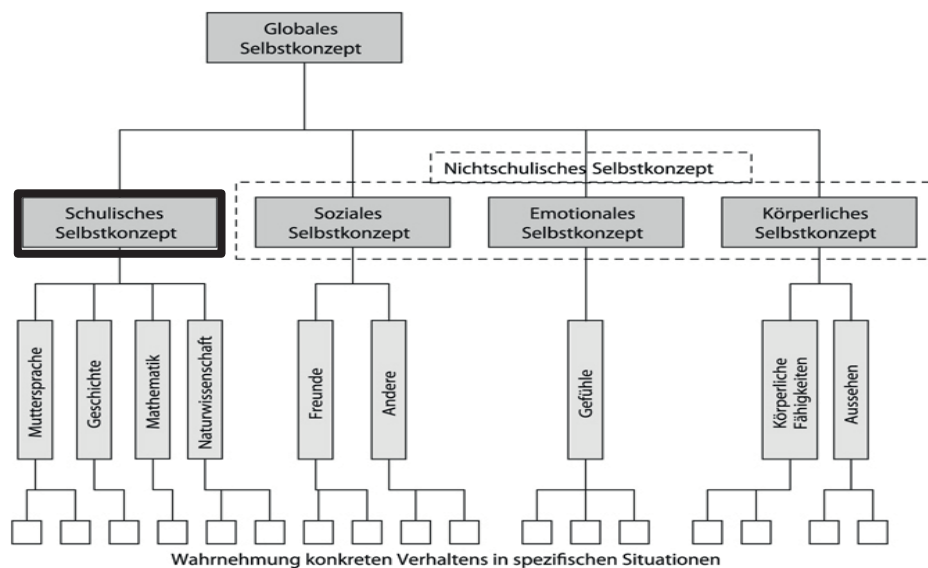 Globales
Selbstkonzept
Nichtschulisches Selbstkonzept
Schulisches
Selbstkonzept
Soziales
Selbstkonzept
Emotionales
Selbstkonzept
Körperliches
Selbstkonzept
Muttersprache
Geschichte
Mathematik
Naturwissenschaft
Freunde
Andere
Gefühle
Körperliche
Fähigkeiten
Aussehen
Wahrnehmung konkreten Verhaltens in spezifischen Situationen